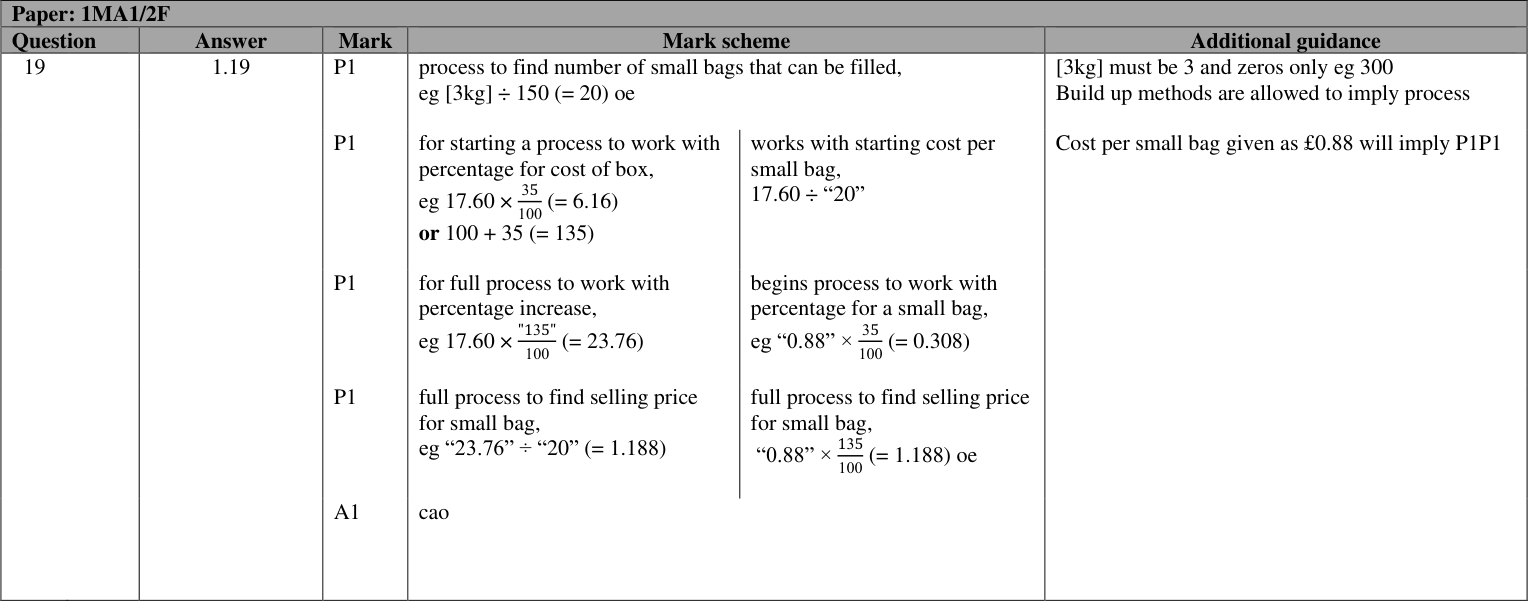 Paper: 1MA1/2F
Question Answer Mark Mark scheme Additional guidance
19 1.19 P1 process to find number of small bags that can be filled, [3kg] must be 3 and zeros only eg 300
eg [3kg] ÷ 150 (= 20) oe Build up methods are allowed to imply process
P1 for starting a process to work with works with starting cost per Cost per small bag given as £0.88 will imply P1P1
percentage for cost of box, small bag,
eg 17.60 × 35/100 (= 6.16) 17.60 ÷ “20”
or 100 + 35 (= 135)
P1 for full process to work with begins process to work with
percentage increase, percentage for a small bag,
eg 17.60 × "135"/100 (= 23.76) eg “0.88” × 35/100 (= 0.308)
P1 full process to find selling price full process to find selling price
for small bag, for small bag,
eg “23.76” ÷ “20” (= 1.188) “0.88” × 135/100 (= 1.188) oe
A1 cao